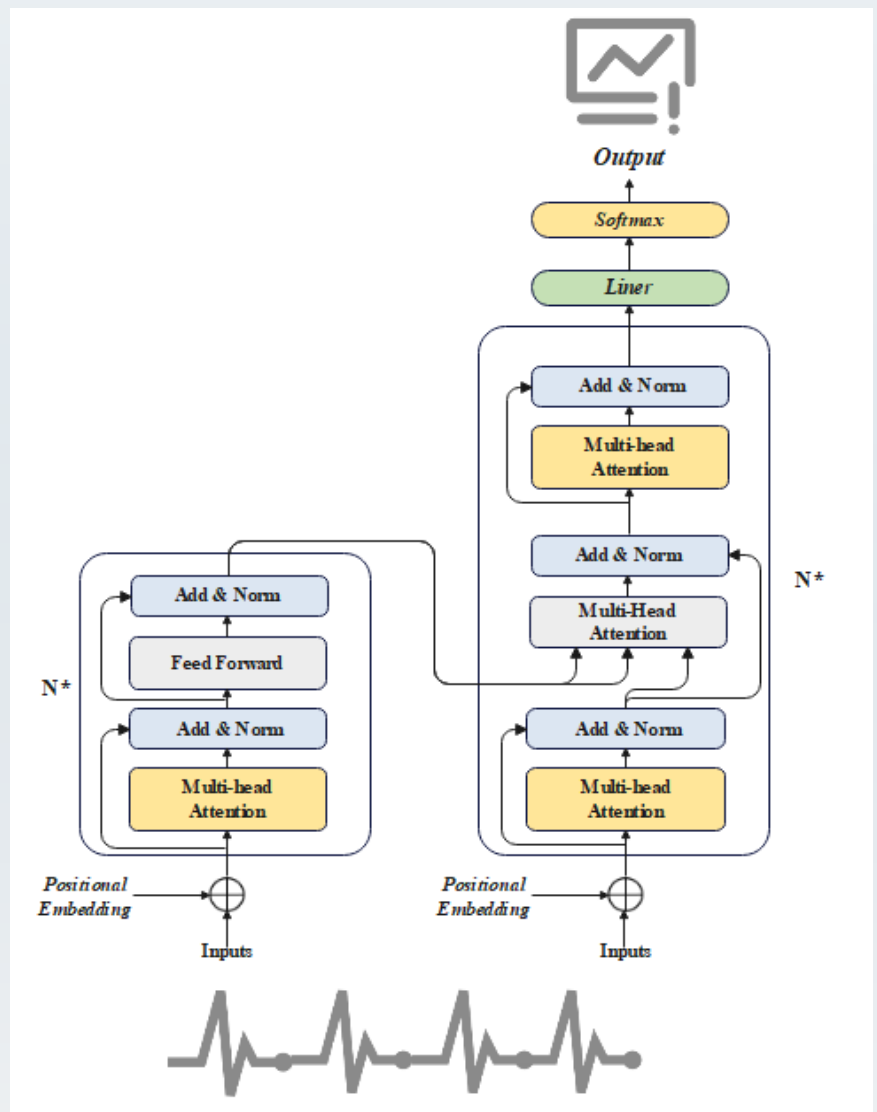 Output
Softmax
Liner
Add & Norm
Multi-head
Attention
Add & Norm
Multi-Head
Attention
Add & Norm
Multi-head
Attention
N*
Positional
Embedding
Inputs
Add & Norm
Feed Forward
Add & Norm
Multi-head
Attention
N*
Positional
Embedding
Inputs